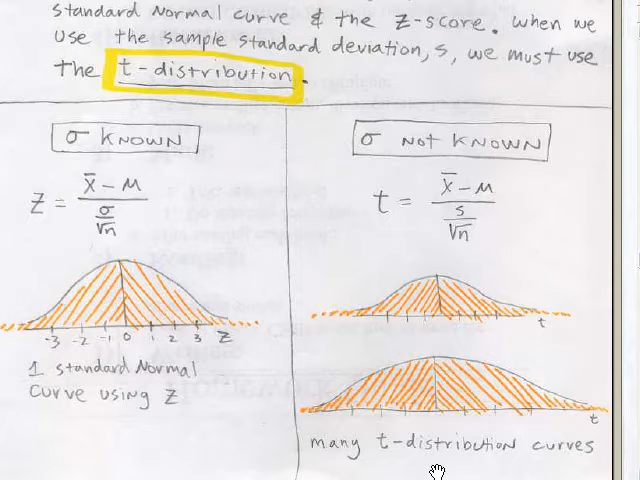 standard Normal curve & the z-score. When we
use the sample standard deviation, s, we must use
the t-distribution.
σ KNOWN
σ NOT KNOWN
z = (x̄ - μ) / (σ/√n)
t = (x̄ - μ) / (s/√n)
-3 -2 -1 0 1 2 3 z
t
1 standard Normal
curve using z
t
many t-distribution curves